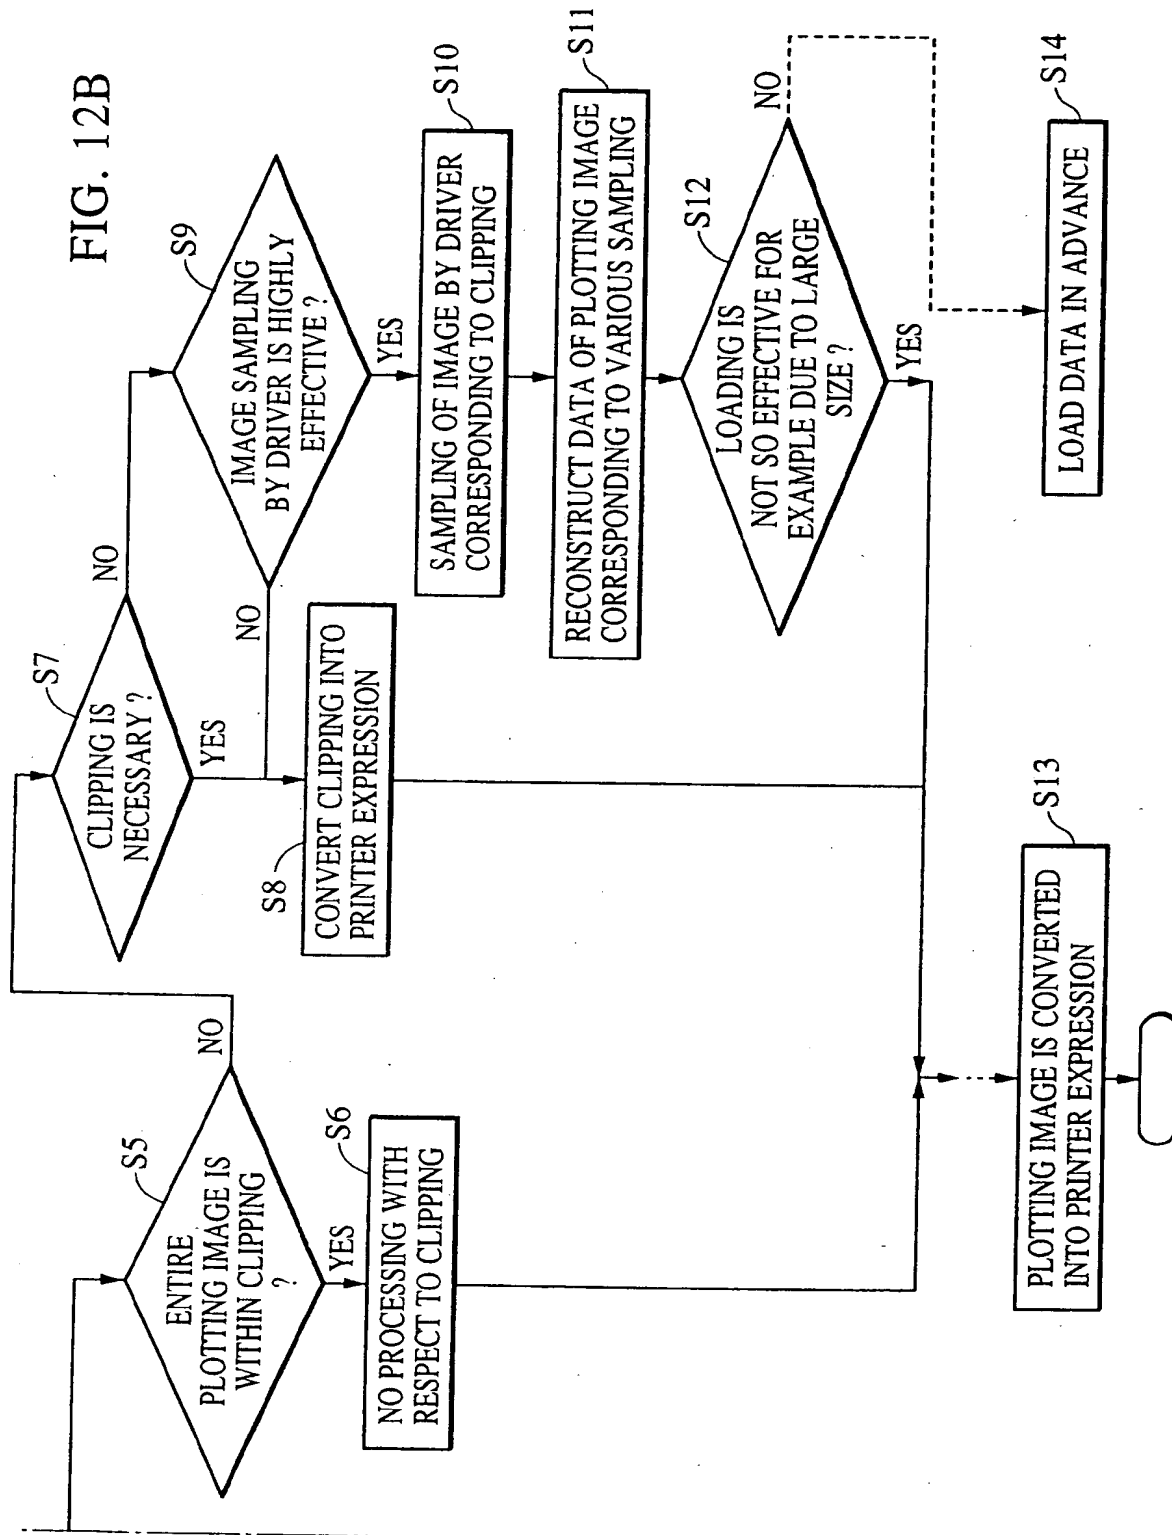 FIG. 12B
S5
ENTIRE
PLOTTING IMAGE IS
WITHIN CLIPPING
?
NO
YES
S6
NO PROCESSING WITH
RESPECT TO CLIPPING
S7
CLIPPING IS
NECESSARY ?
NO
YES
S8
CONVERT CLIPPING INTO
PRINTER EXPRESSION
S9
IMAGE SAMPLING
BY DRIVER IS HIGHLY
EFFECTIVE ?
NO
YES
S10
SAMPLING OF IMAGE BY DRIVER
CORRESPONDING TO CLIPPING
S11
RECONSTRUCT DATA OF PLOTTING IMAGE
CORRESPONDING TO VARIOUS SAMPLING
S12
LOADING IS
NOT SO EFFECTIVE FOR
EXAMPLE DUE TO LARGE
SIZE ?
NO
YES
S13
PLOTTING IMAGE IS CONVERTED
INTO PRINTER EXPRESSION
S14
LOAD DATA IN ADVANCE